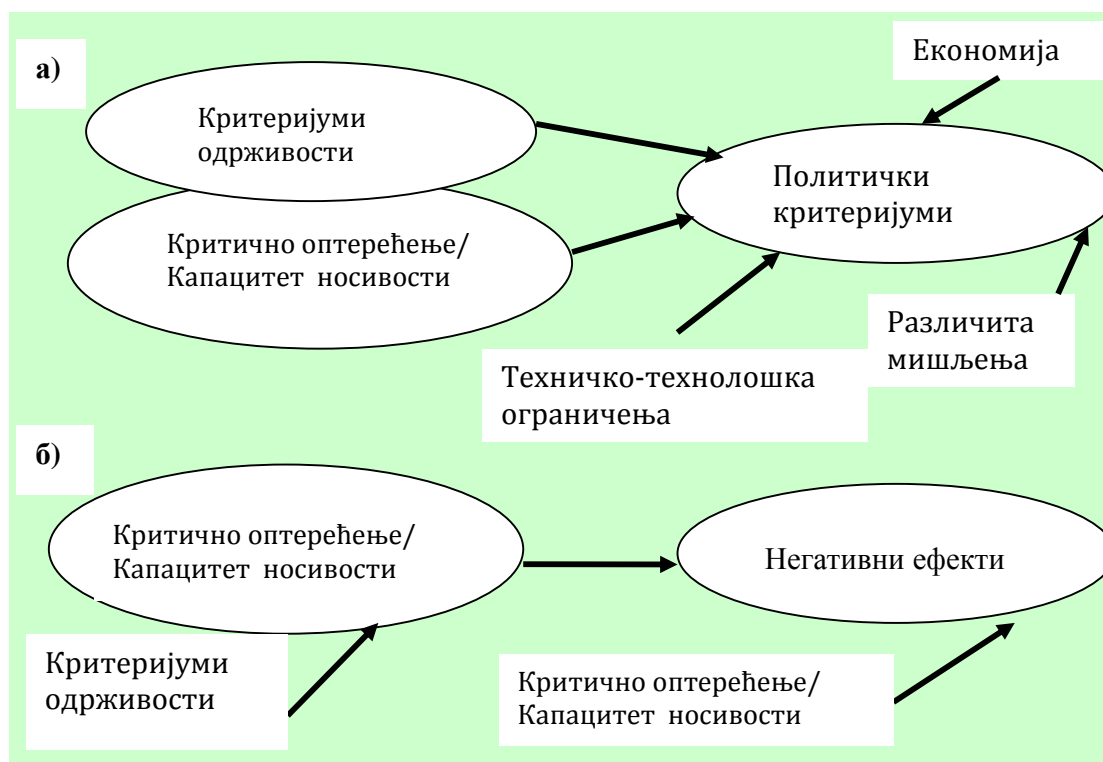 а)
Економија
Критеријуми
одрживости
Политички
критеријуми
Критично оптерећење/
Капацитет носивости
Различита
мишљења
Техничко-технолошка
ограничења
б)
Критично оптерећење/
Капацитет носивости
Негативни ефекти
Критеријуми
одрживости
Критично оптерећење/
Капацитет носивости